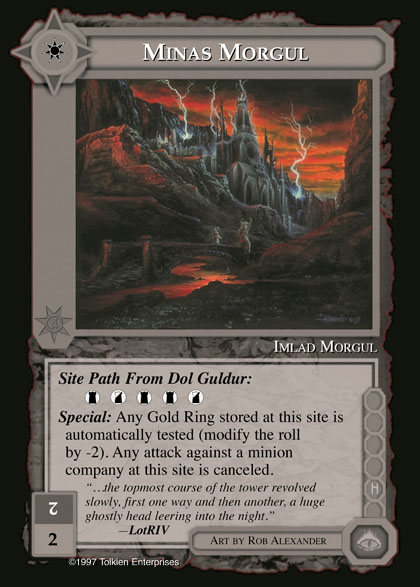 Minas Morgul
Imlad Morgul
Site Path From Dol Guldur:
Special: Any Gold Ring stored at this site is
automatically tested (modify the roll
by -2). Any attack against a minion
company at this site is canceled.
“…the topmost course of the tower revolved
slowly, first one way and then another, a huge
ghostly head leering into the night.”
–LotRIV
H
2
2
Art by Rob Alexander
©1997 Tolkien Enterprises